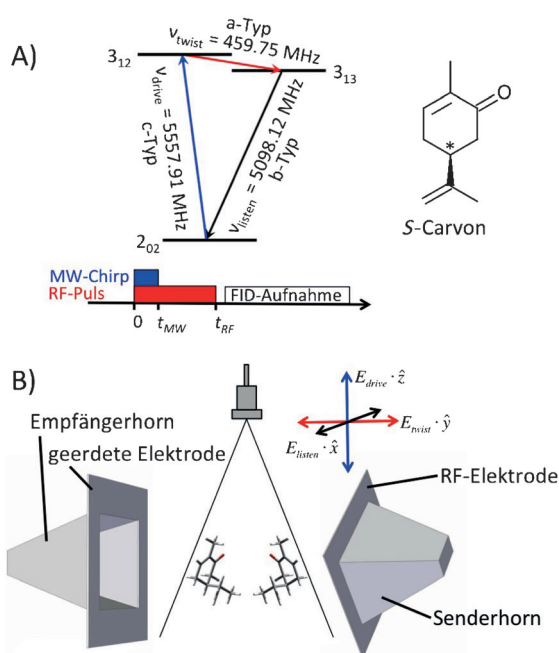 A)
a-Typ
ν_twist = 459.75 MHz
3₁₂
3₁₃
ν_drive = 5557.91 MHz
c-Typ
ν_listen = 5098.12 MHz
b-Typ
2₀₂
*
O
S-Carvon
MW-Chirp
RF-Puls
FID-Aufnahme
0
t_MW
t_RF
B)
E_drive · ẑ
E_twist · ŷ
E_listen · x̂
Empfängerhorn
geerdete Elektrode
RF-Elektrode
Senderhorn